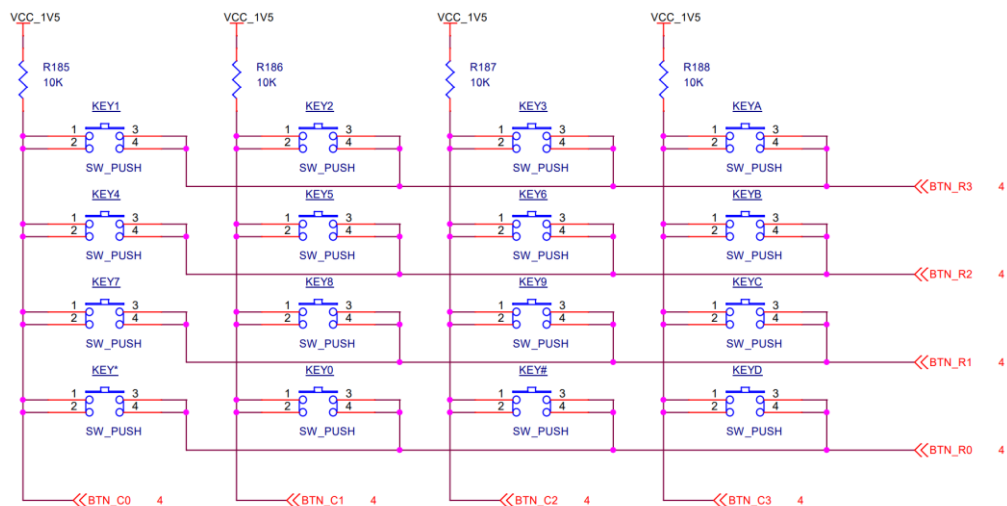 VCC_1V5 VCC_1V5 VCC_1V5 VCC_1V5
R185 R186 R187 R188
10K 10K 10K 10K
KEY1 KEY2 KEY3 KEYA
1 3 1 3 1 3 1 3
2 4 2 4 2 4 2 4
SW_PUSH SW_PUSH SW_PUSH SW_PUSH
BTN_R3 4
KEY4 KEY5 KEY6 KEYB
1 3 1 3 1 3 1 3
2 4 2 4 2 4 2 4
SW_PUSH SW_PUSH SW_PUSH SW_PUSH
BTN_R2 4
KEY7 KEY8 KEY9 KEYC
1 3 1 3 1 3 1 3
2 4 2 4 2 4 2 4
SW_PUSH SW_PUSH SW_PUSH SW_PUSH
BTN_R1 4
KEY* KEY0 KEY# KEYD
1 3 1 3 1 3 1 3
2 4 2 4 2 4 2 4
SW_PUSH SW_PUSH SW_PUSH SW_PUSH
BTN_R0 4
BTN_C0 4 BTN_C1 4 BTN_C2 4 BTN_C3 4